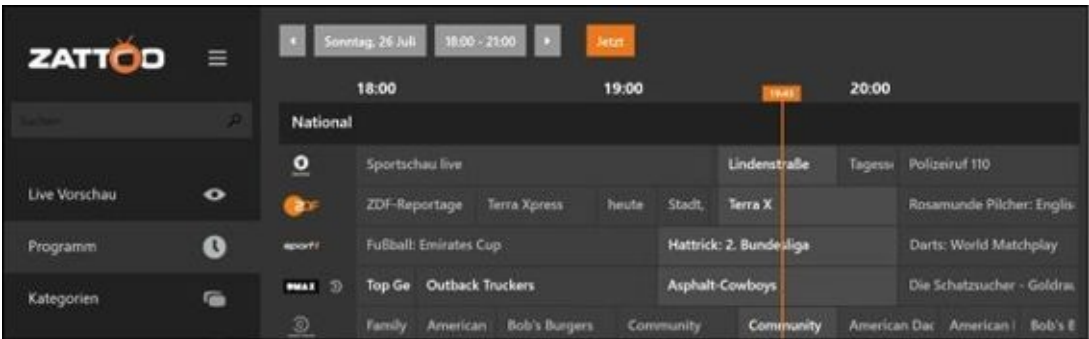 ZATTOO
Sonntag, 26 Juli 18:00 - 21:00 Jetzt
18:00 19:00 19:43 20:00
Suchen
National
Sportschau live Lindenstraße Tagesse Polizeiruf 110
Live Vorschau
ZDF ZDF-Reportage Terra Xpress heute Stadt, Terra X Rosamunde Pilcher: Englis
Programm
sport1 Fußball: Emirates Cup Hattrick: 2. Bundesliga Darts: World Matchplay
DMAX Top Ge Outback Truckers Asphalt-Cowboys Die Schatzsucher - Goldrau
Kategorien
Family American Bob's Burgers Community Community American Dac American Bob's B